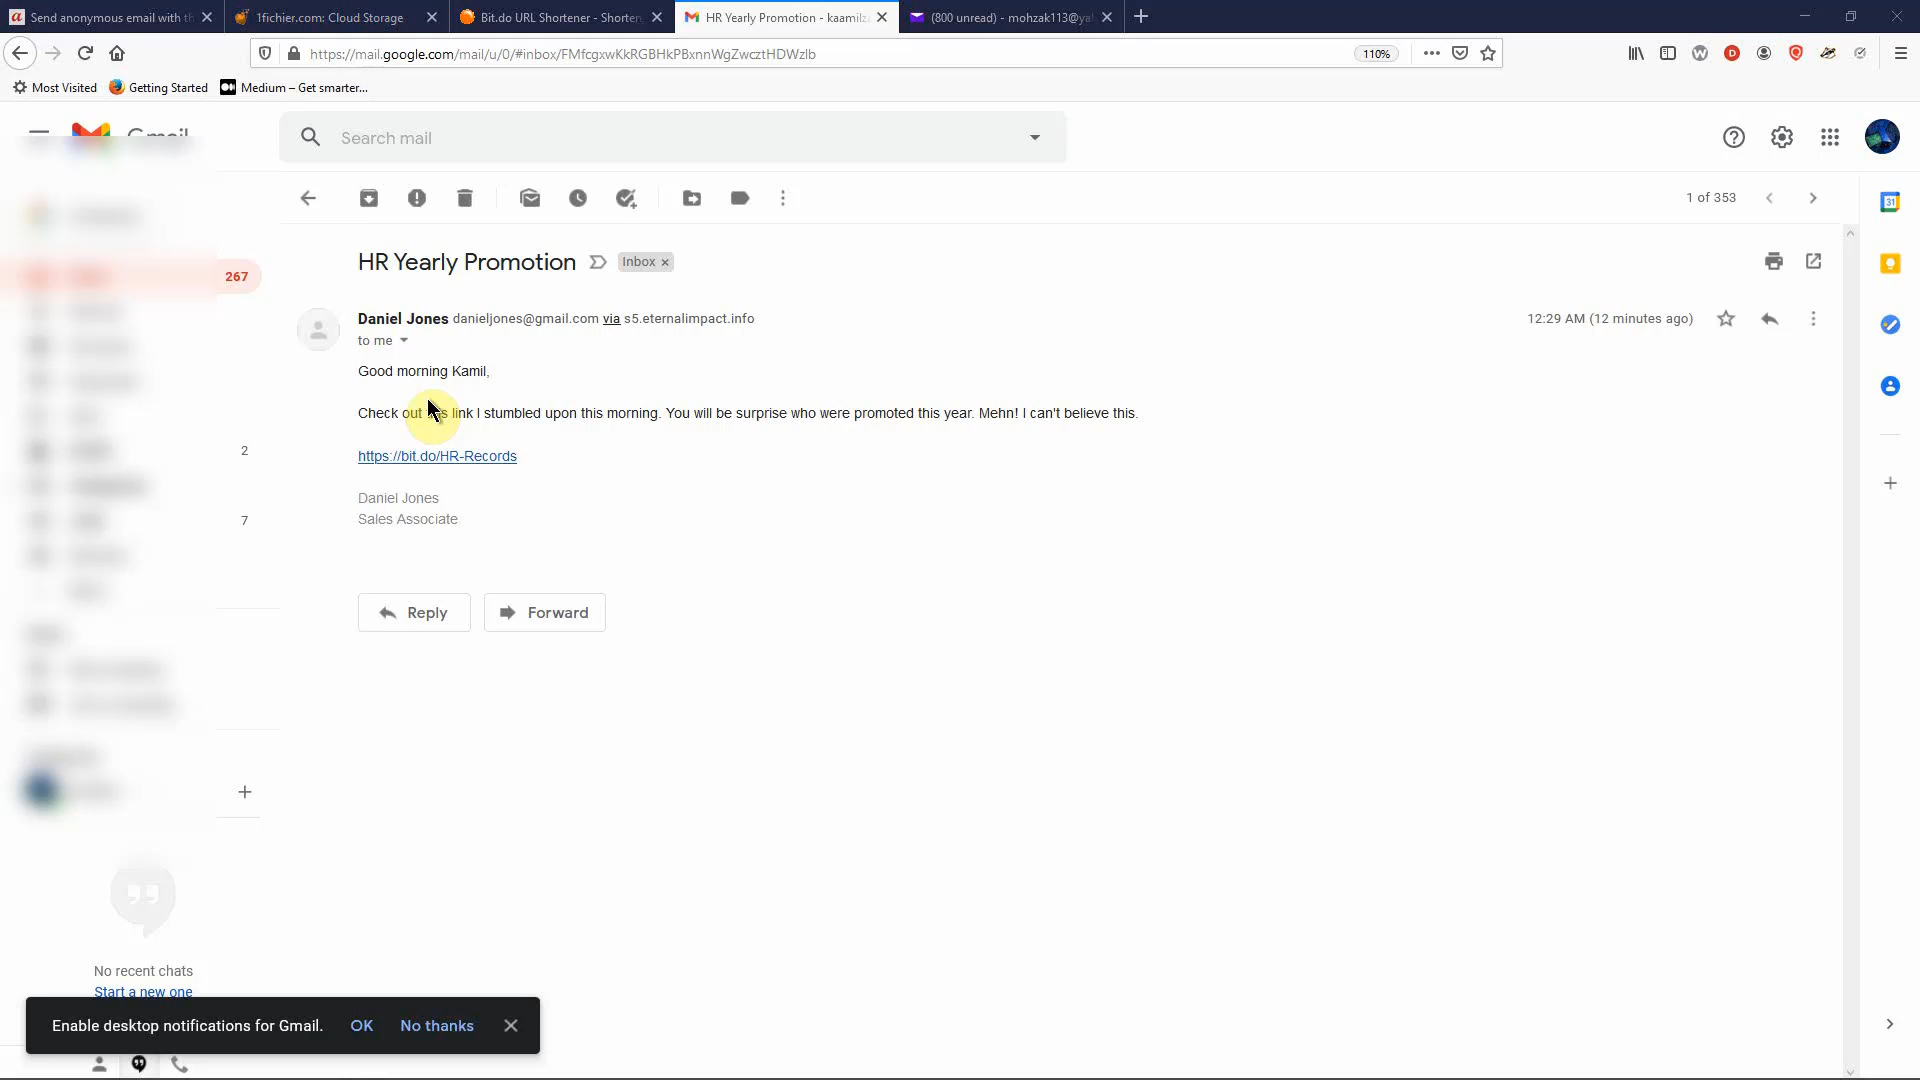 Send anonymous email with th
1fichier.com: Cloud Storage
Bit.do URL Shortener - Shorten
HR Yearly Promotion - kaamilz
(800 unread) - mohzak113@ya
https://mail.google.com/mail/u/0/#inbox/FMfcgxwKkRGBHkPBxnnWgZwcztHDWzlb
110%
Most Visited
Getting Started
Medium – Get smarter...
Gmail
Search mail
1 of 353
HR Yearly Promotion
Inbox x
267
Daniel Jones danieljones@gmail.com via s5.eternalimpact.info
12:29 AM (12 minutes ago)
to me
Good morning Kamil,
Check out this link I stumbled upon this morning. You will be surprise who were promoted this year. Mehn! I can't believe this.
2
https://bit.do/HR-Records
Daniel Jones
Sales Associate
7
Reply
Forward
No recent chats
Start a new one
Enable desktop notifications for Gmail. OK No thanks
31